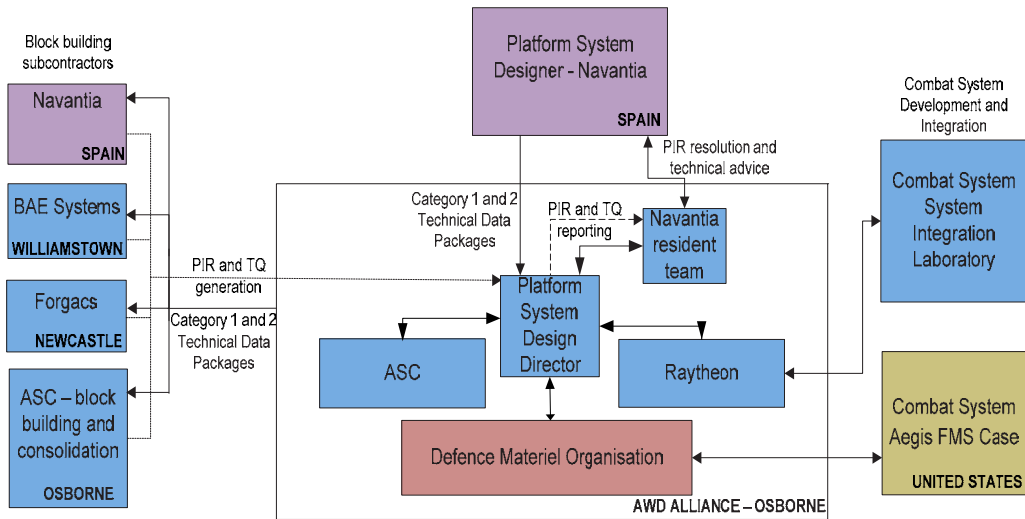 Block building
subcontractors
Navantia
SPAIN
BAE Systems
WILLIAMSTOWN
Forgacs
NEWCASTLE
ASC – block
building and
consolidation
OSBORNE
PIR and TQ
generation
Category 1 and 2
Technical Data
Packages
Platform System
Designer - Navantia
SPAIN
PIR resolution and
technical advice
Category 1 and 2
Technical Data
Packages
PIR and TQ
reporting
Navantia
resident
team
Platform
System
Design
Director
ASC
Raytheon
Defence Materiel Organisation
AWD ALLIANCE – OSBORNE
Combat System
Development and
Integration
Combat System
System
Integration
Laboratory
Combat System
Aegis FMS Case
UNITED STATES